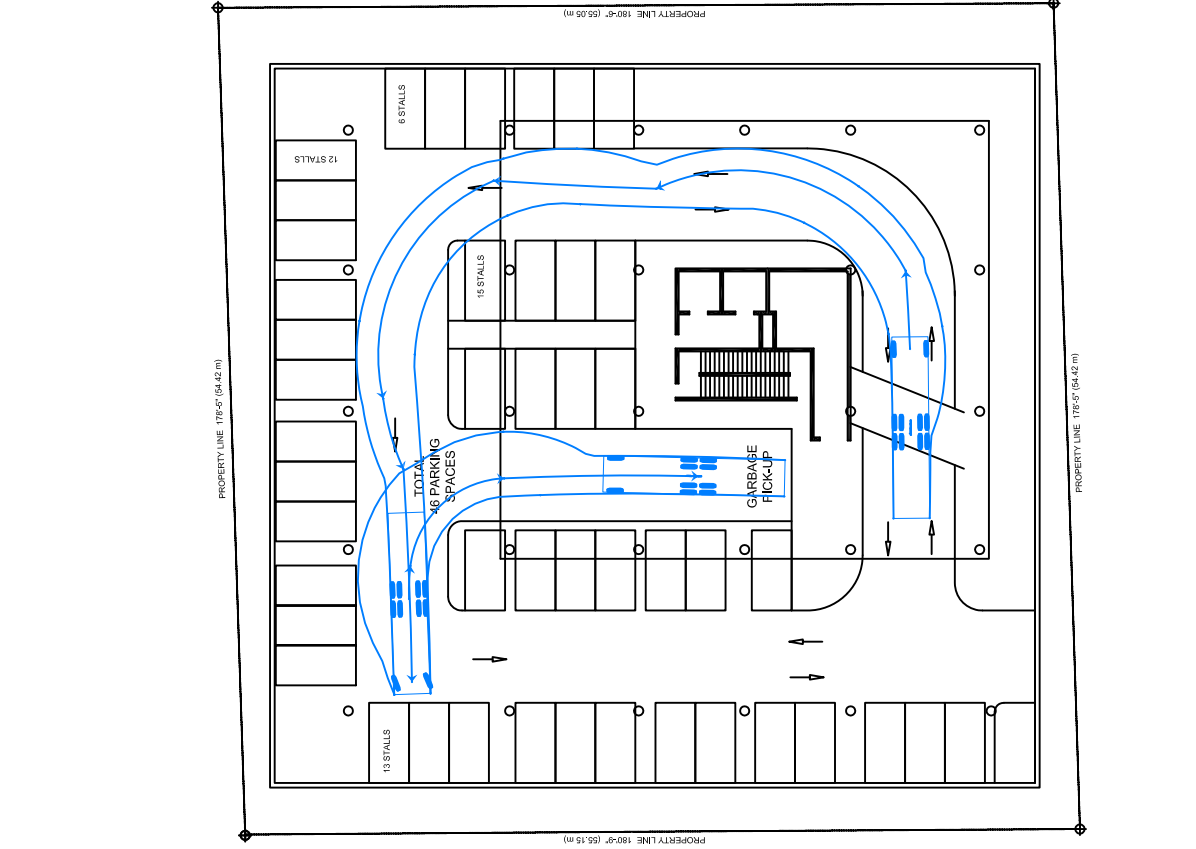 PROPERTY LINE 180'-6" (55.05 m)
6 STALLS
12 STALLS
15 STALLS
PROPERTY LINE 178'-5" (54.42 m)
PROPERTY LINE 178'-5" (54.42 m)
TOTAL
46 PARKING
SPACES
GARBAGE
PICK-UP
13 STALLS
PROPERTY LINE 180'-9" (55.15 m)